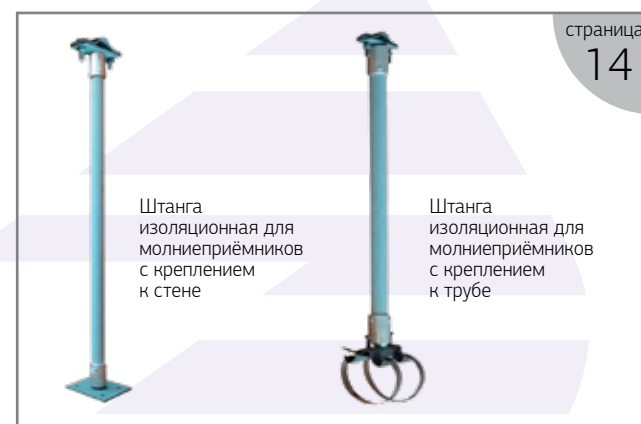 страница
14
Штанга
изоляционная для
молниеприёмников
с креплением
к стене
Штанга
изоляционная для
молниеприёмников
с креплением
к трубе